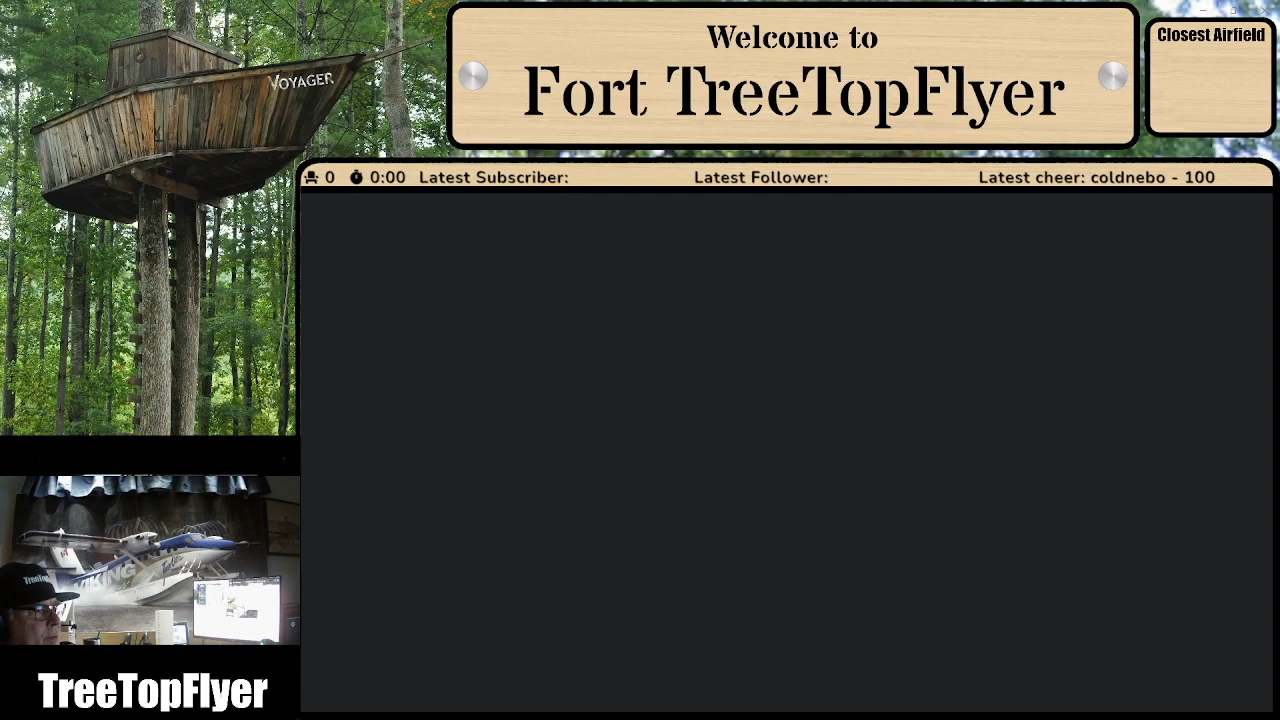 VOYAGER
Welcome to
Fort TreeTopFlyer
Closest Airfield
0 0:00 Latest Subscriber: Latest Follower: Latest cheer: coldnebo - 100
VIKING
TreeTopFlyer